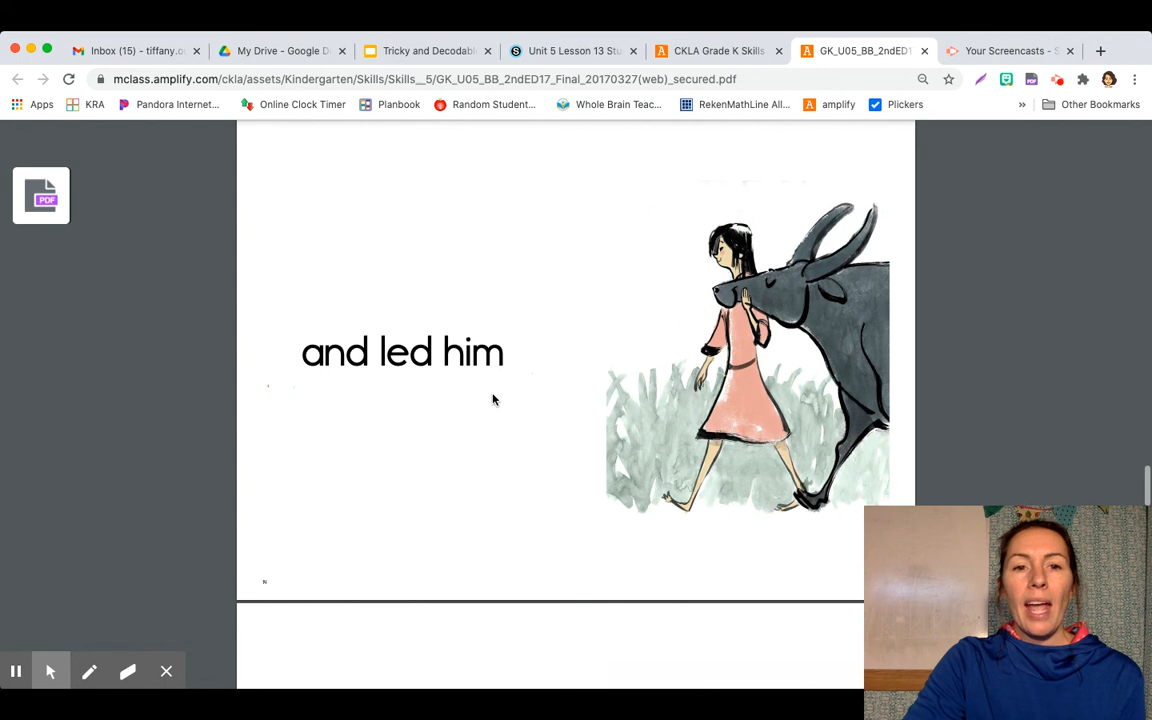 Inbox (15) - tiffany.o
My Drive - Google D
Tricky and Decodab
Unit 5 Lesson 13 Stu
CKLA Grade K Skills
GK_U05_BB_2ndED1
Your Screencasts - S
mclass.amplify.com/ckla/assets/Kindergarten/Skills/Skills__5/GK_U05_BB_2ndED17_Final_20170327(web)_secured.pdf
Apps
KRA
Pandora Internet...
Online Clock Timer
Planbook
Random Student...
Whole Brain Teac...
RekenMathLine All...
amplify
Plickers
Other Bookmarks
PDF
and led him